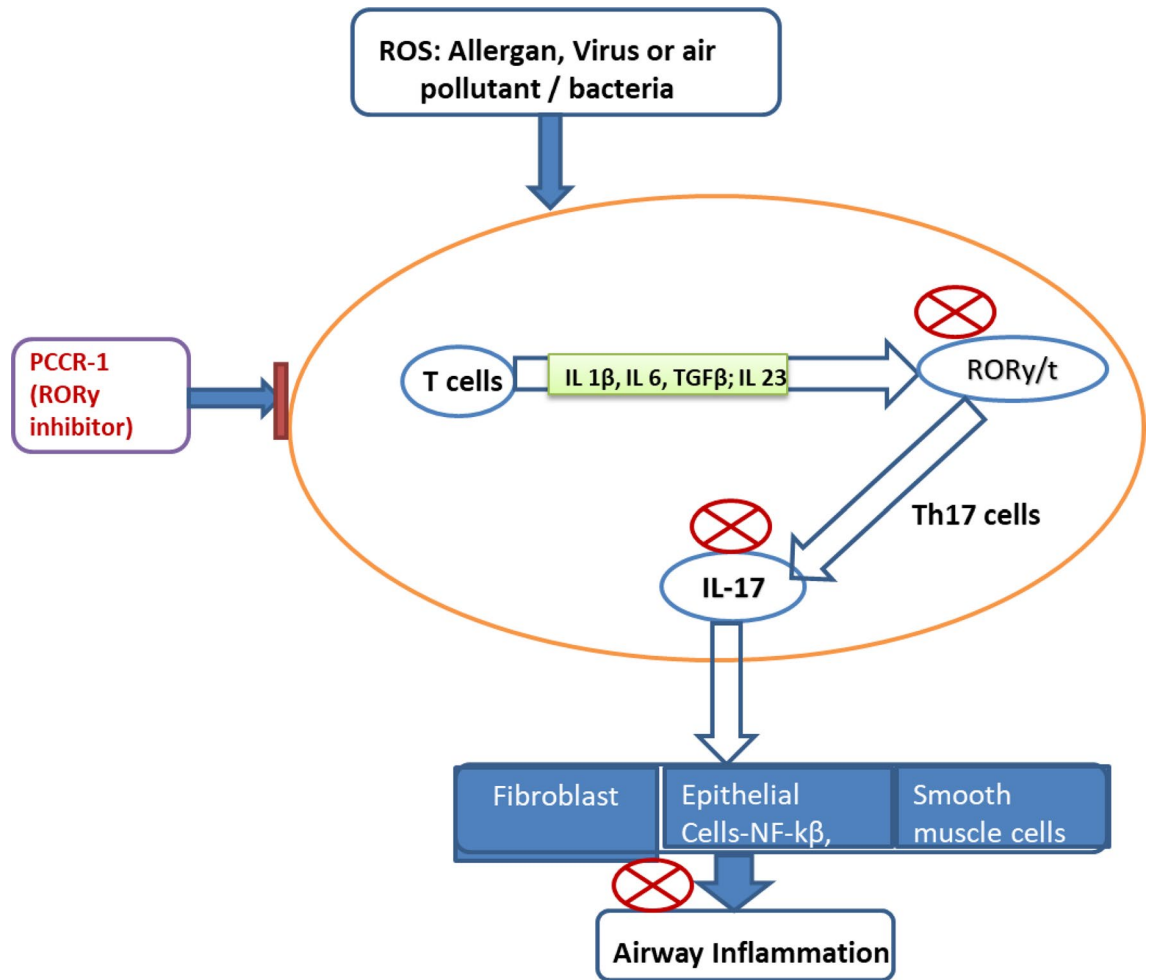 ROS: Allergan, Virus or air
pollutant / bacteria
PCCR-1
(RORγ
inhibitor)
T cells
IL 1β, IL 6, TGFβ; IL 23
RORγ/t
Th17 cells
IL-17
Fibroblast
Epithelial
Cells-NF-kβ,
Smooth
muscle cells
Airway Inflammation